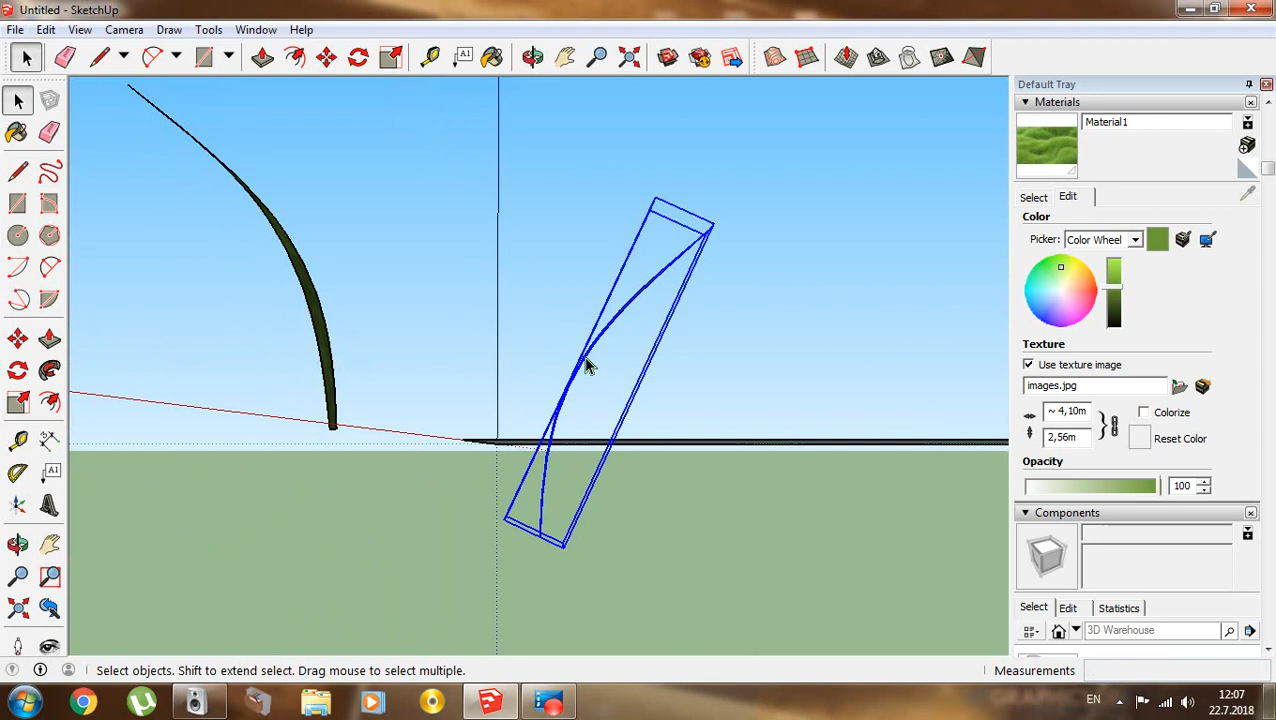 Untitled - SketchUp
File Edit View Camera Draw Tools Window Help
A1
Default Tray
Materials
Material1
Select Edit
Color
Picker: Color Wheel
Texture
Use texture image
images.jpg
~ 4,10m
Colorize
2,56m
Reset Color
Opacity
100
Components
A1
Select Edit Statistics
3D Warehouse
Select objects. Shift to extend select. Drag mouse to select multiple.
Measurements
EN
12:07
22.7.2018